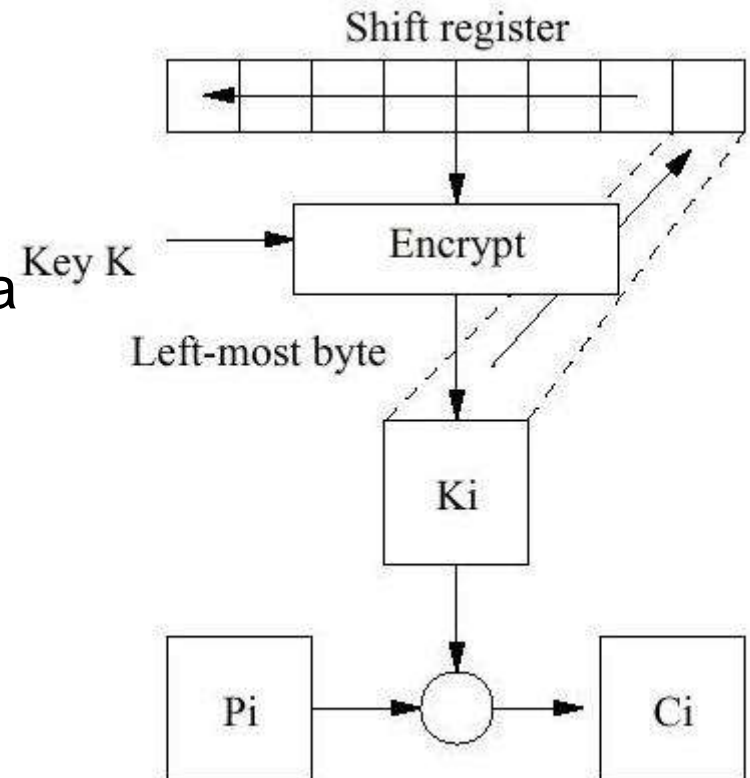 Shift register
Encrypt
Key K
a
Left-most byte
Ki
Pi
Ci